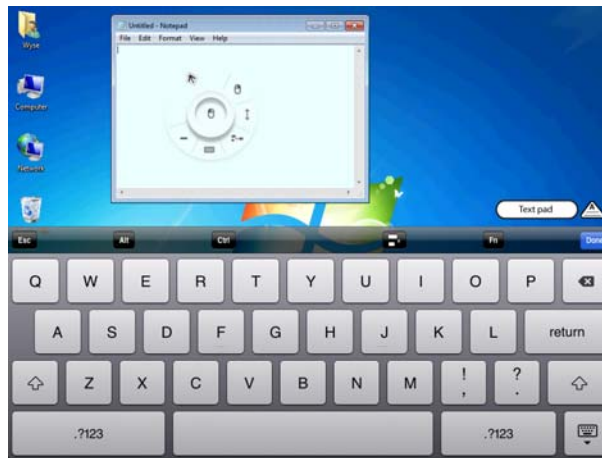 Untitled - Notepad
File Edit Format View Help
Wyse
Computer
Network
Text pad
Esc Alt Ctrl Fn Done
Q W E R T Y U I O P
A S D F G H J K L return
Z X C V B N M ! , ? .
.?123 .?123